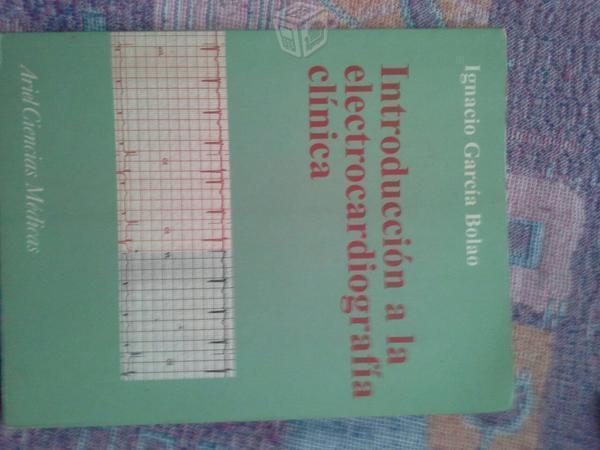 Ignacio García Bolao
Introducción a la
electrocardiografía
clínica
Ariel Ciencias Médicas